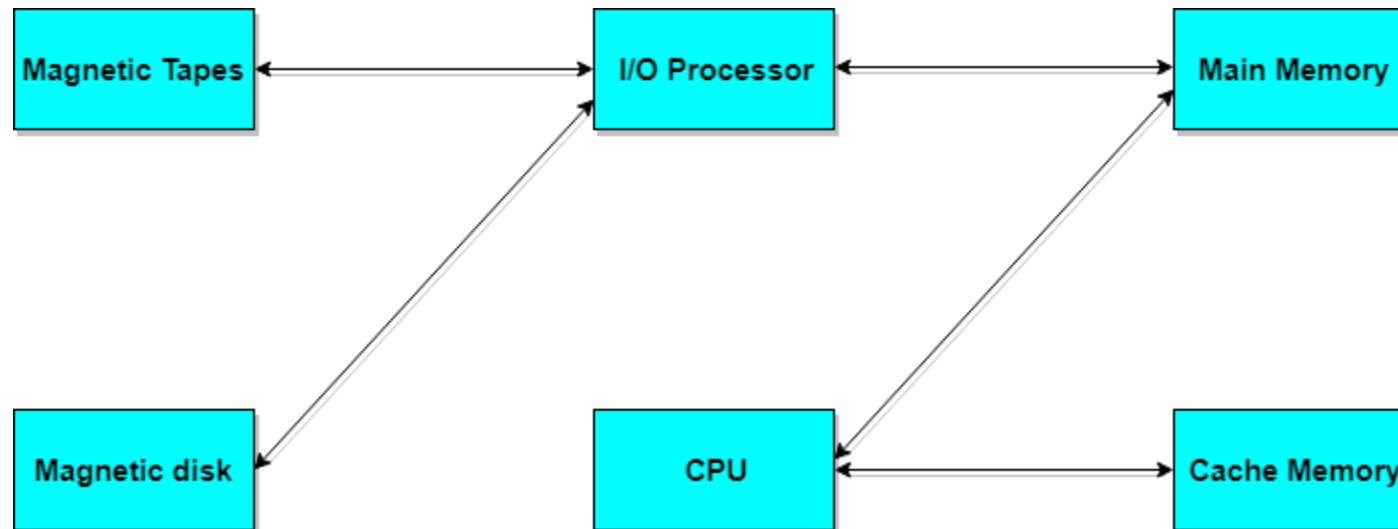 Magnetic Tapes
I/O Processor
Main Memory
Magnetic disk
CPU
Cache Memory